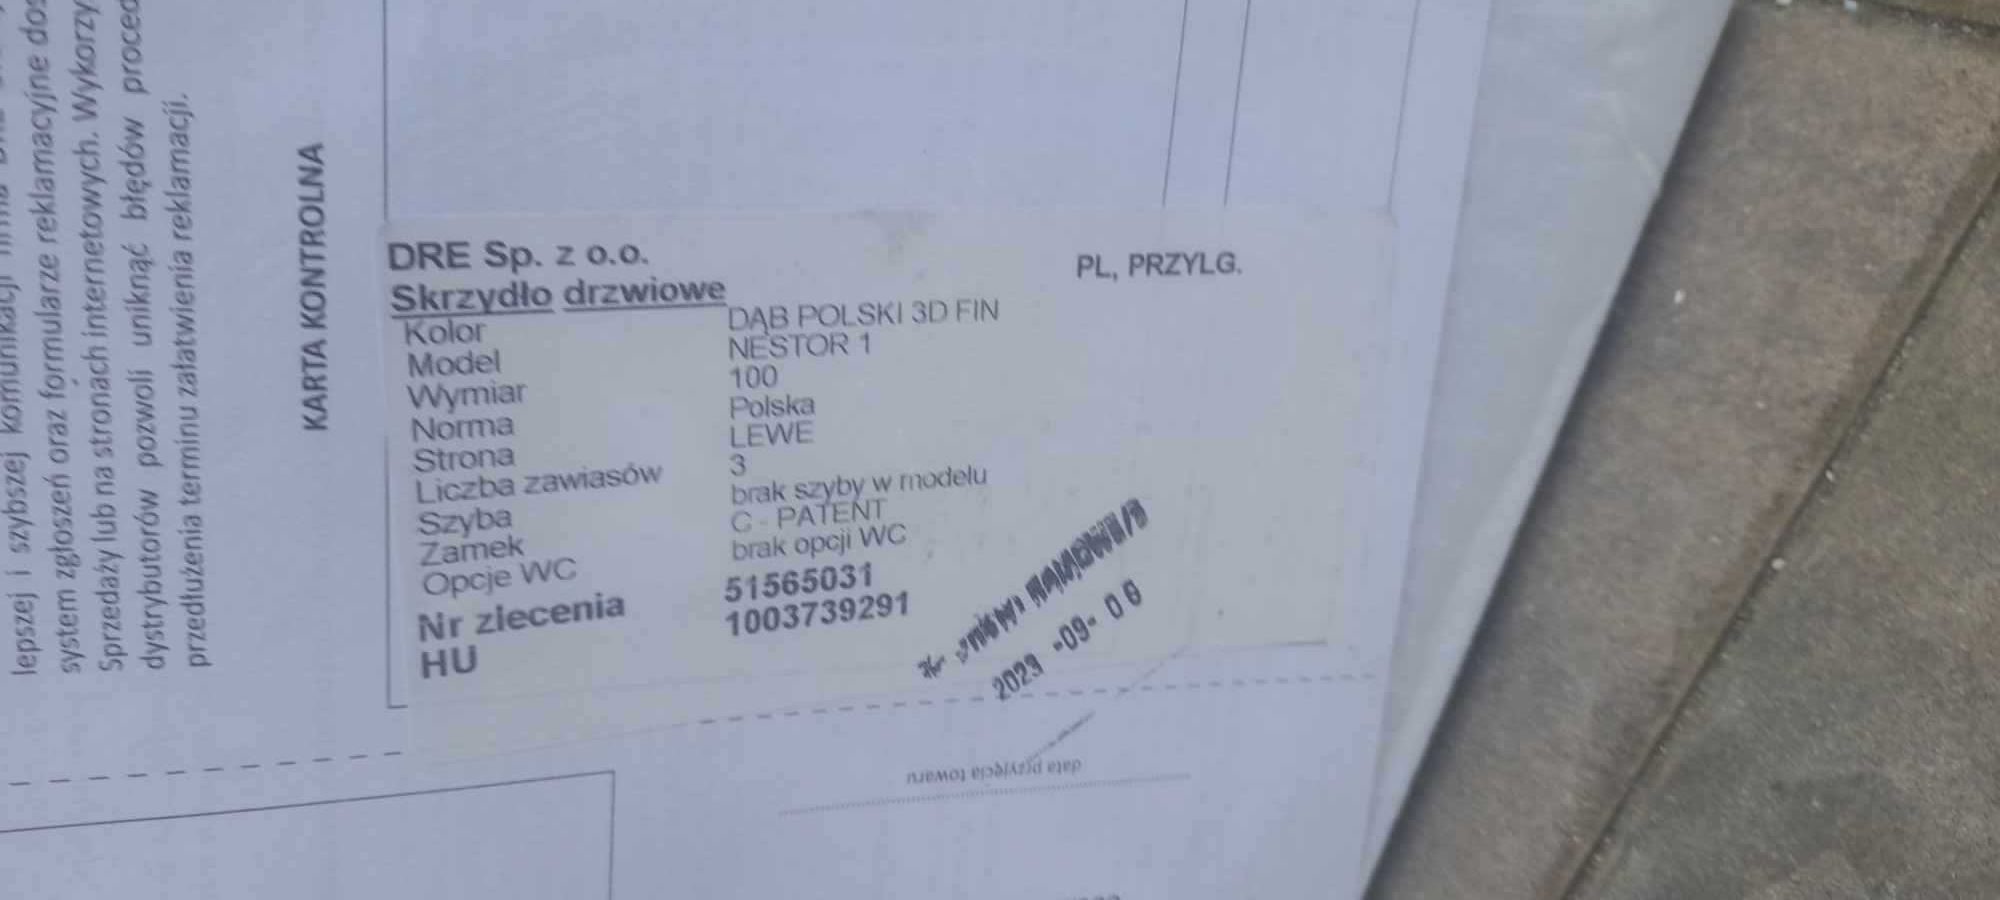 lepszej i szybszej komunikacji
system zgłoszeń oraz formularze reklamacyjne
Sprzedaży lub na stronach internetowych.
dystrybutorów pozwoli uniknąć błędów
przedłużenia terminu załatwienia reklamacji.
KARTA KONTROLNA
DRE Sp. z o.o.
PL, PRZYLG.
Skrzydło drzwiowe
Kolor DĄB POLSKI 3D FIN
Model NESTOR 1
Wymiar 100
Norma Polska
Strona LEWE
Liczba zawiasów 3
Szyba brak szyby w modelu
Zamek C - PATENT
Opcje WC brak opcji WC
Nr zlecenia 51565031
HU 1003739291
2023 -09- 06
data przyjęcia towaru